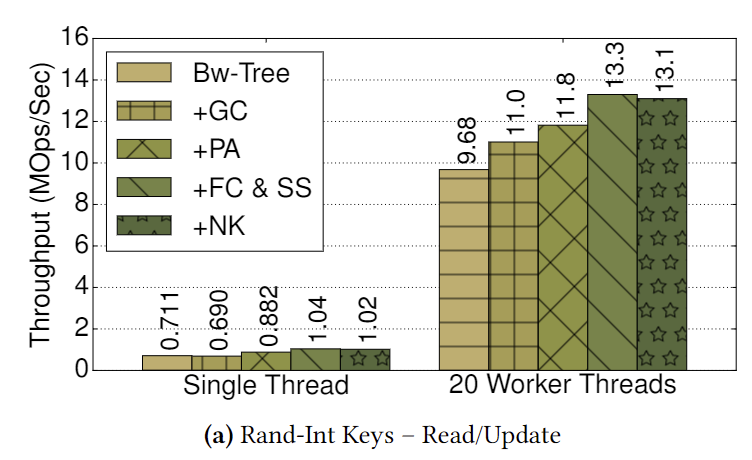 Throughput (MOps/Sec)
16
14
12
10
8
6
4
2
0
Bw-Tree
+GC
+PA
+FC & SS
+NK
0.711
0.690
0.882
1.04
1.02
9.68
11.0
11.8
13.3
13.1
Single Thread
20 Worker Threads
(a) Rand-Int Keys – Read/Update